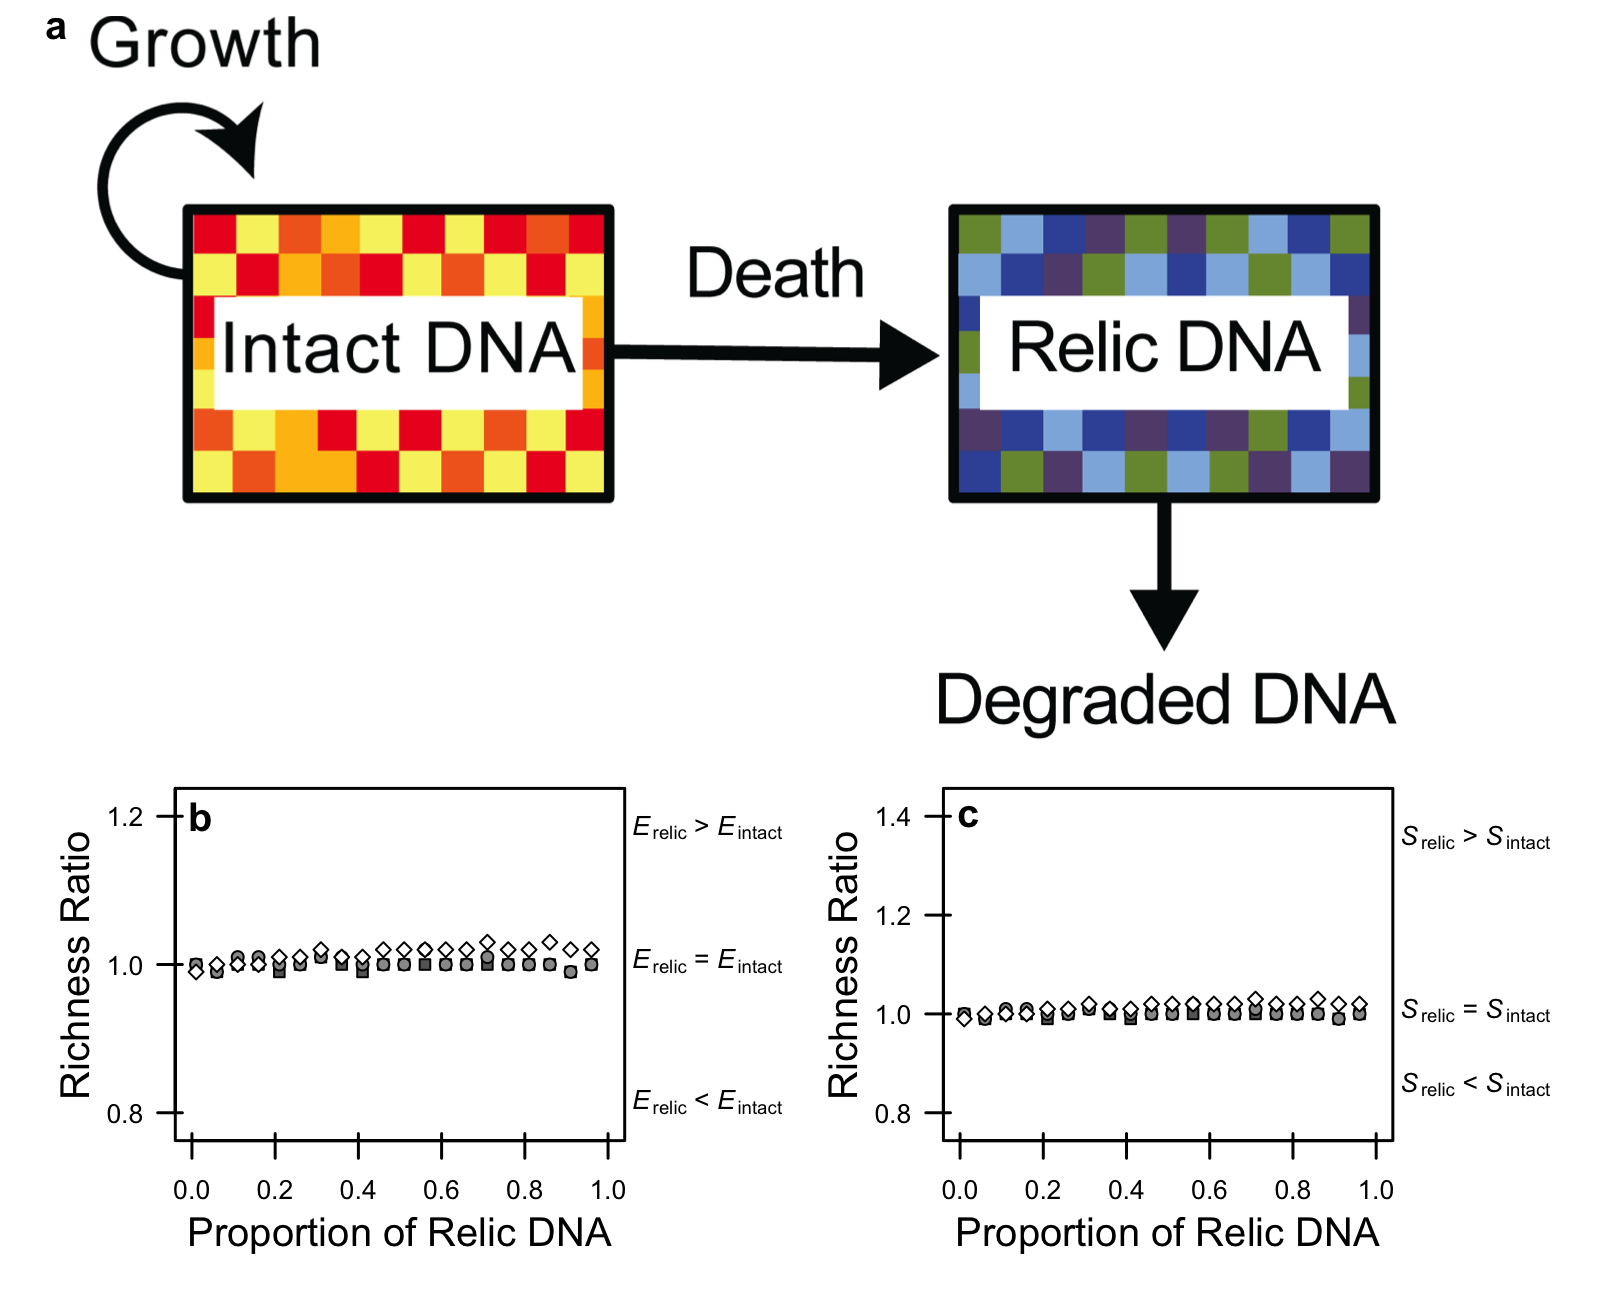 a Growth
Intact DNA
Death
Relic DNA
Degraded DNA
b
1.2
1.0
0.8
Richness Ratio
E relic > E intact
E relic = E intact
E relic < E intact
0.0 0.2 0.4 0.6 0.8 1.0
Proportion of Relic DNA
c
1.4
1.2
1.0
0.8
Richness Ratio
S relic > S intact
S relic = S intact
S relic < S intact
0.0 0.2 0.4 0.6 0.8 1.0
Proportion of Relic DNA